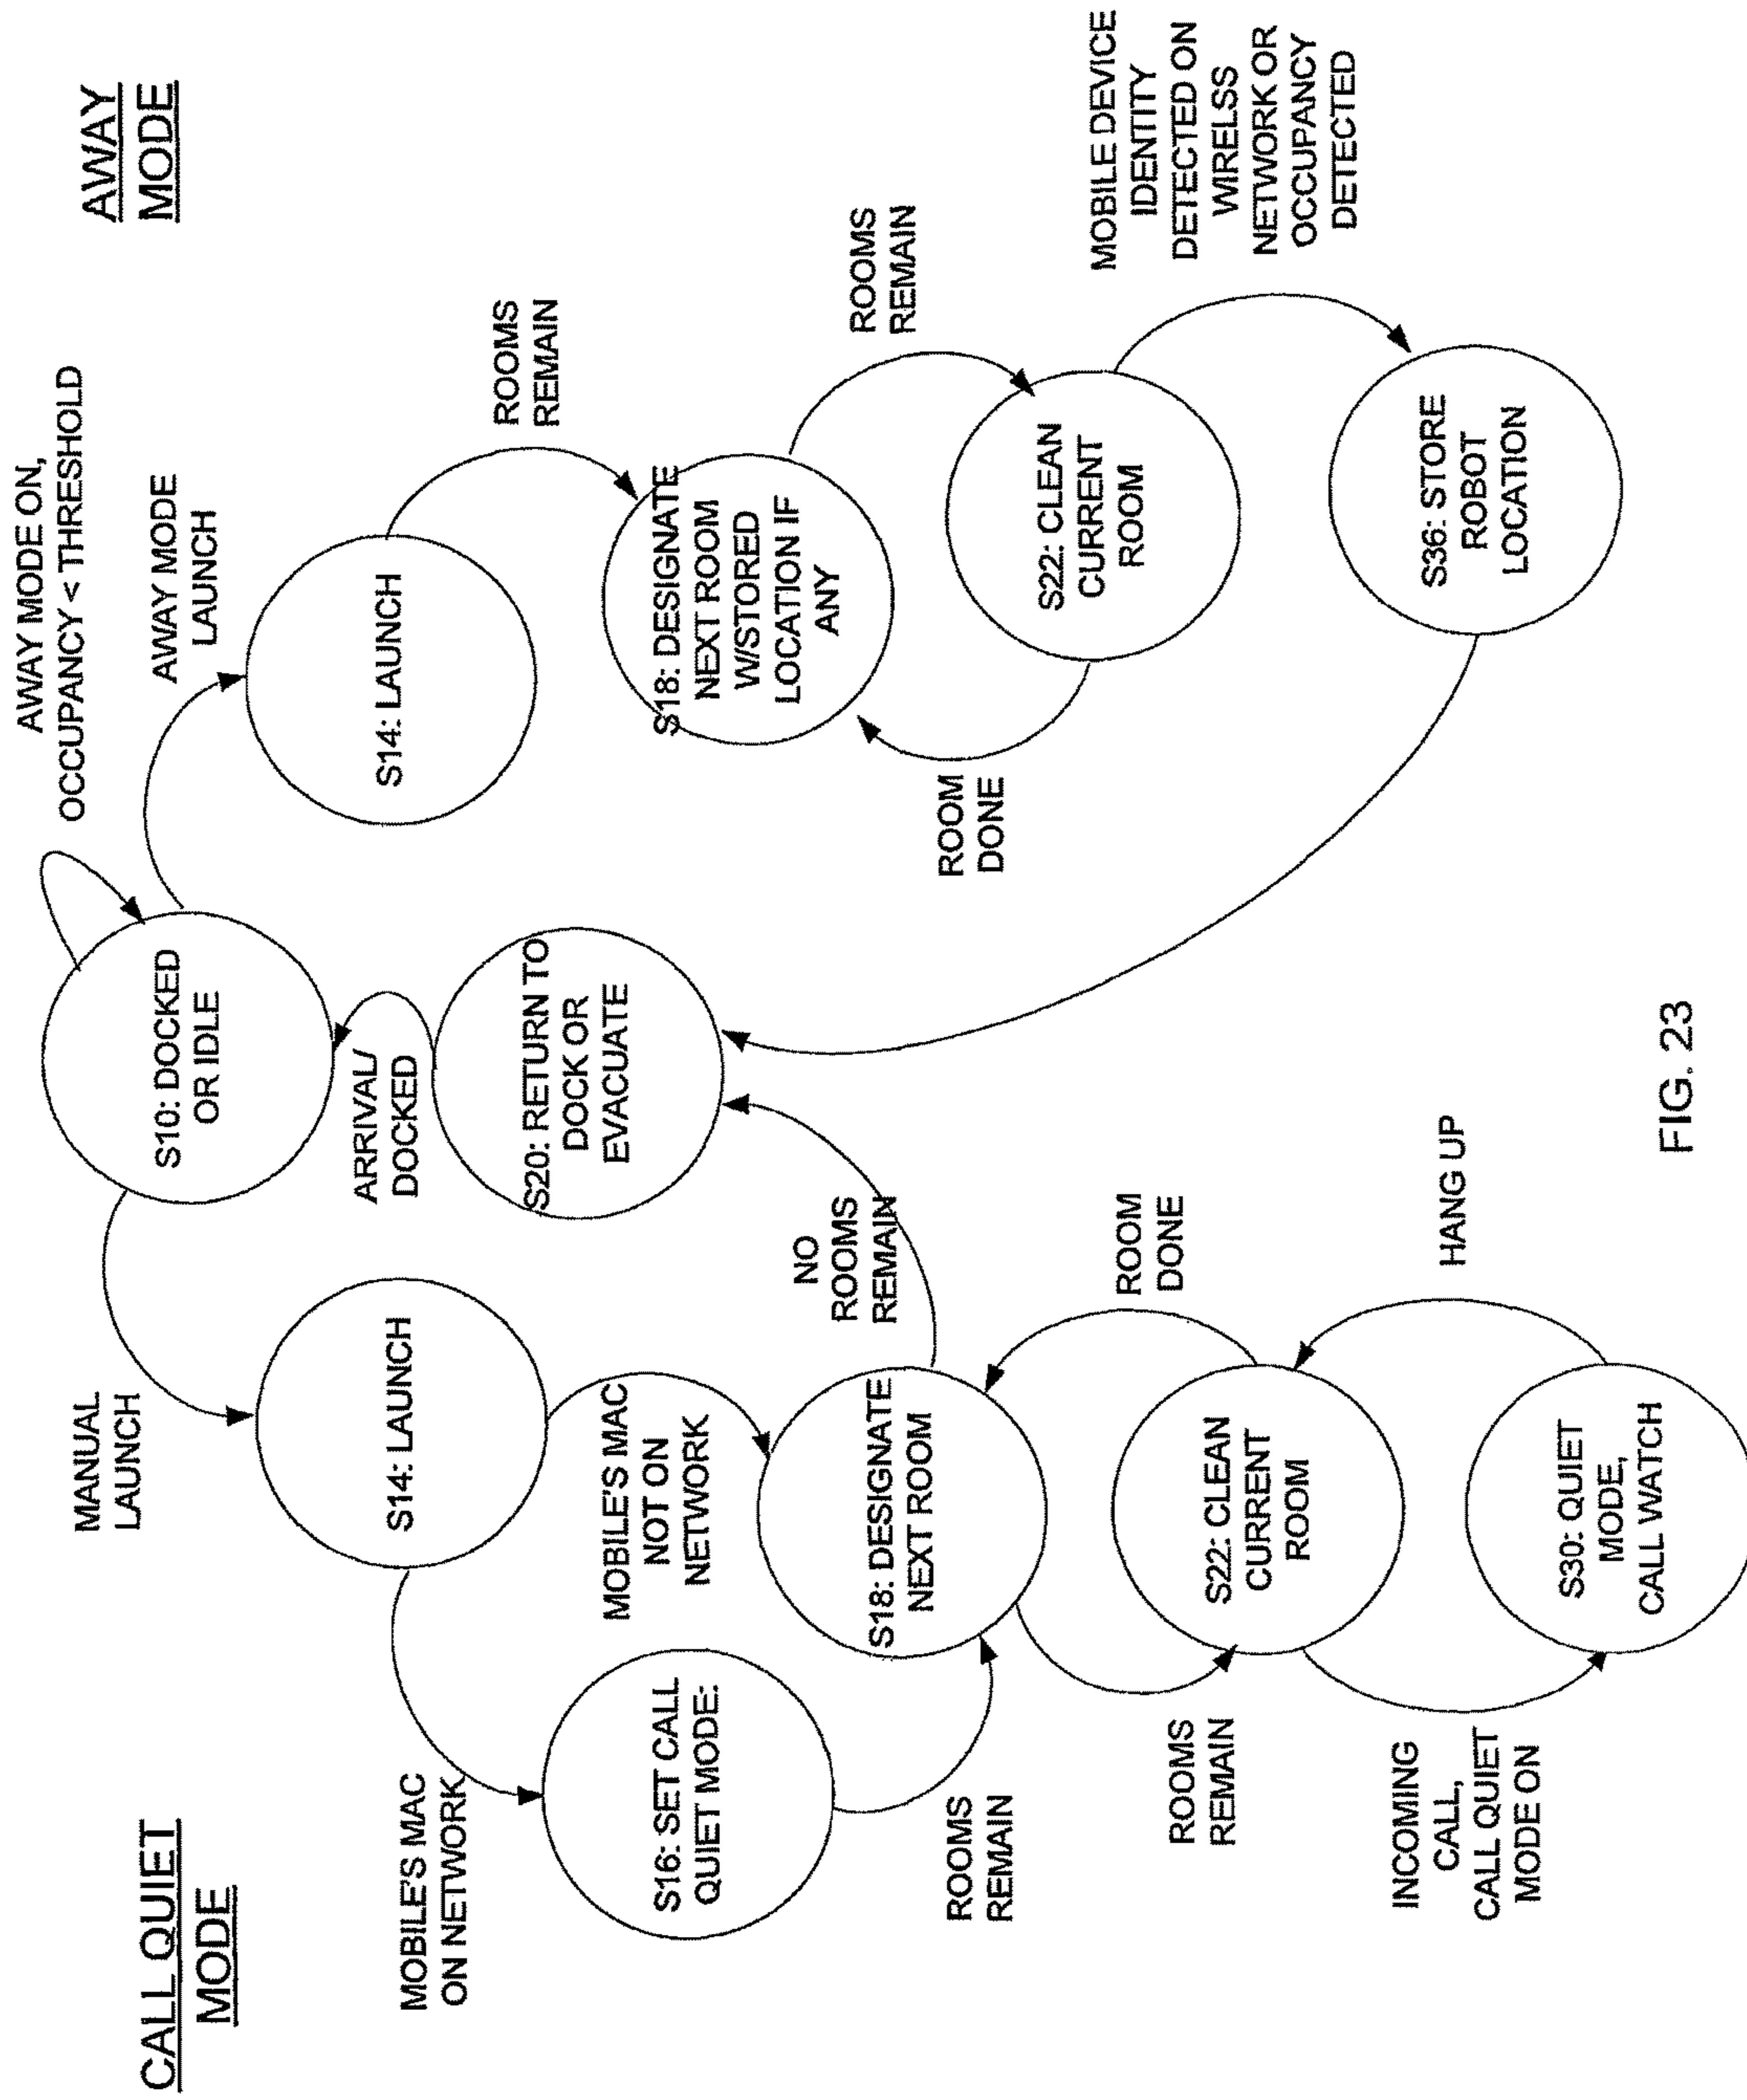 CALL QUIET
MODE
AWAY
MODE
AWAY MODE ON,
OCCUPANCY < THRESHOLD
MANUAL
LAUNCH
S10: DOCKED
OR IDLE
AWAY MODE
LAUNCH
S14: LAUNCH
ARRIVAL/
DOCKED
S14: LAUNCH
MOBILE'S MAC
ON NETWORK
MOBILE'S MAC
NOT ON
NETWORK
S20: RETURN TO
DOCK OR
EVACUATE
ROOMS
REMAIN
S16: SET CALL
QUIET MODE:
S18: DESIGNATE
NEXT ROOM
W/STORED
LOCATION IF
ANY
NO
ROOMS
REMAIN
ROOMS
REMAIN
S18: DESIGNATE
NEXT ROOM
ROOMS
REMAIN
ROOM
DONE
S22: CLEAN
CURRENT
ROOM
MOBILE DEVICE
IDENTITY
DETECTED ON
WIRELSS
NETWORK OR
OCCUPANCY
DETECTED
ROOMS
REMAIN
S22: CLEAN
CURRENT
ROOM
ROOM
DONE
INCOMING
CALL,
CALL QUIET
MODE ON
HANG UP
S36: STORE
ROBOT
LOCATION
S30: QUIET
MODE,
CALL WATCH
FIG. 23